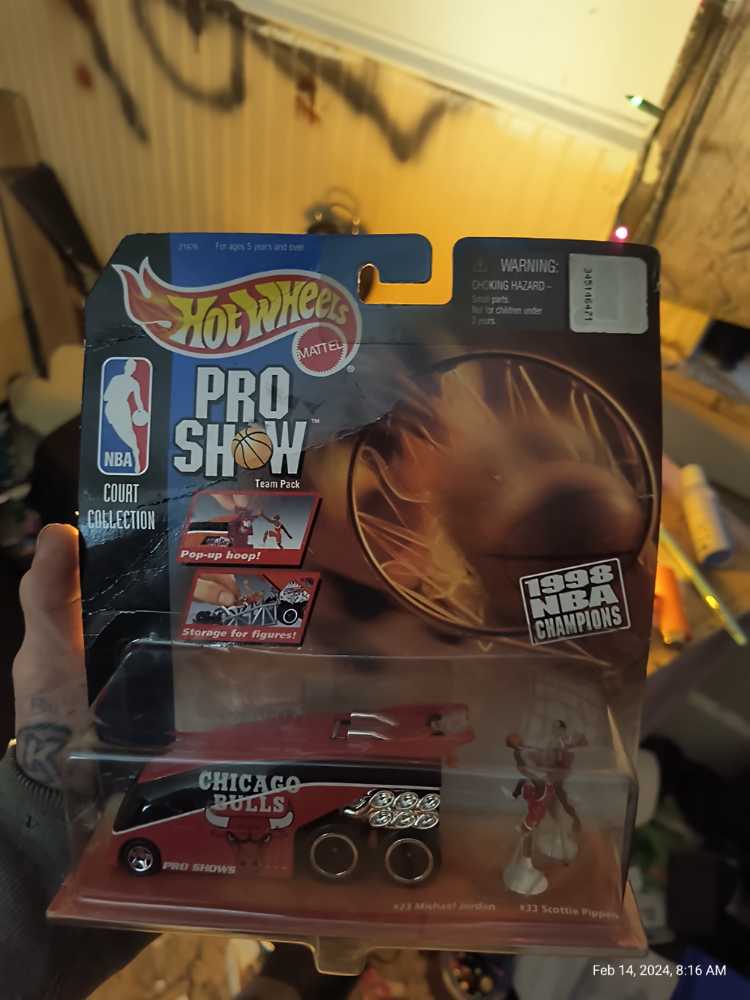 For ages 5 years and over
WARNING:
CHOKING HAZARD –
Small parts.
Not for children under
3 years.
345146471
HOT WHEELS
MATTEL
®
NBA
COURT
COLLECTION
PRO
SHOW
™
Team Pack
Pop-up hoop!
Storage for figures!
1998
NBA
CHAMPIONS
CHICAGO
BULLS
PRO SHOWS
#23 Michael Jordan
#33 Scottie Pippen
Feb 14, 2024, 8:16 AM